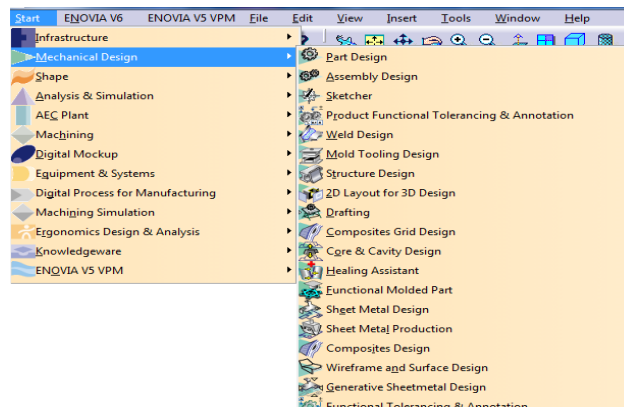 Start ENOVIA V6 ENOVIA V5 VPM File Edit View Insert Tools Window Help
Infrastructure
Mechanical Design
Shape
Analysis & Simulation
AEC Plant
Machining
Digital Mockup
Equipment & Systems
Digital Process for Manufacturing
Machining Simulation
Ergonomics Design & Analysis
Knowledgeware
ENOVIA V5 VPM
Part Design
Assembly Design
Sketcher
Product Functional Tolerancing & Annotation
Weld Design
Mold Tooling Design
Structure Design
2D Layout for 3D Design
Drafting
Composites Grid Design
Core & Cavity Design
Healing Assistant
Functional Molded Part
Sheet Metal Design
Sheet Metal Production
Composites Design
Wireframe and Surface Design
Generative Sheetmetal Design
Functional Tolerancing & Annotation